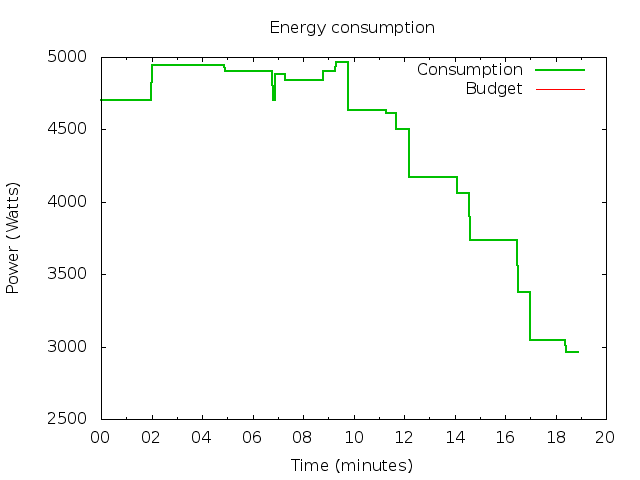 Energy consumption
5000
4500
4000
3500
3000
2500
Power (Watts)
Consumption
Budget
00 02 04 06 08 10 12 14 16 18 20
Time (minutes)